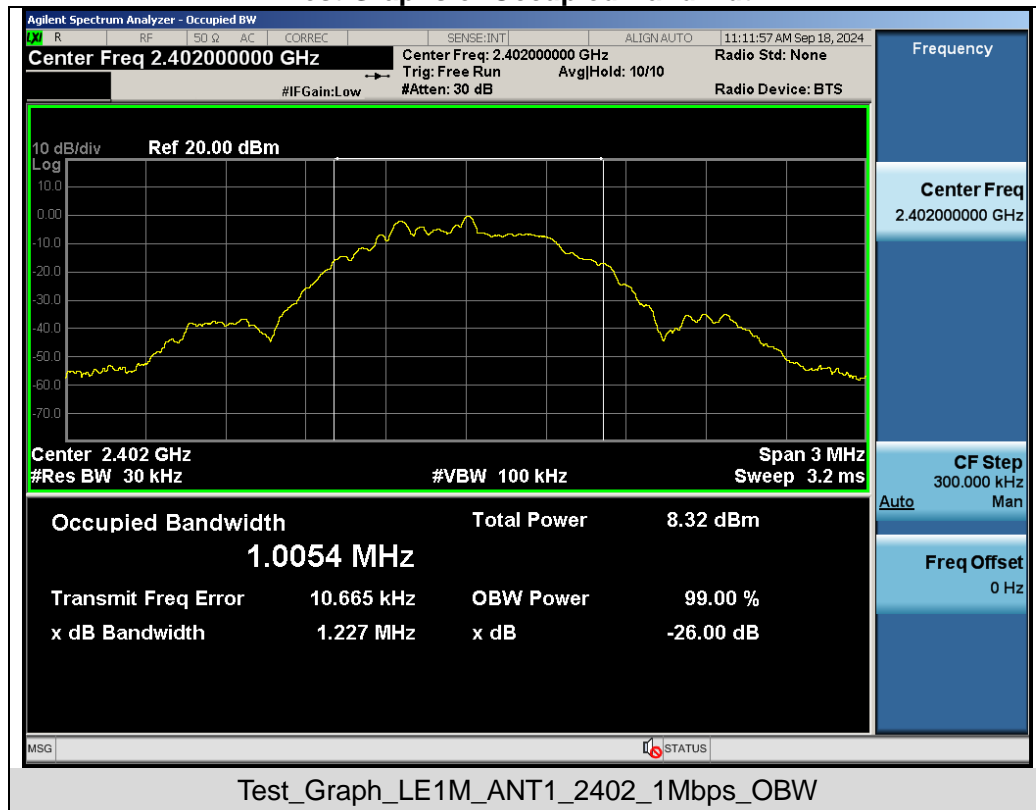 Agilent Spectrum Analyzer - Occupied BW
LXI R RF 50 Ω AC CORREC SENSE:INT ALIGN AUTO 11:11:57 AM Sep 18, 2024
Center Freq 2.402000000 GHz Center Freq: 2.402000000 GHz Radio Std: None
Trig: Free Run Avg|Hold: 10/10
#IFGain:Low #Atten: 30 dB Radio Device: BTS
Frequency
10 dB/div Ref 20.00 dBm
Log
10.0
0.00
-10.0
-20.0
-30.0
-40.0
-50.0
-60.0
-70.0
Center 2.402 GHz Span 3 MHz
#Res BW 30 kHz #VBW 100 kHz Sweep 3.2 ms
Center Freq
2.402000000 GHz
CF Step
300.000 kHz
Auto Man
Freq Offset
0 Hz
Occupied Bandwidth Total Power 8.32 dBm
1.0054 MHz
Transmit Freq Error 10.665 kHz OBW Power 99.00 %
x dB Bandwidth 1.227 MHz x dB -26.00 dB
MSG STATUS
Test_Graph_LE1M_ANT1_2402_1Mbps_OBW